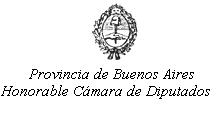 Provincia de Buenos Aires
Honorable Cámara de Diputados